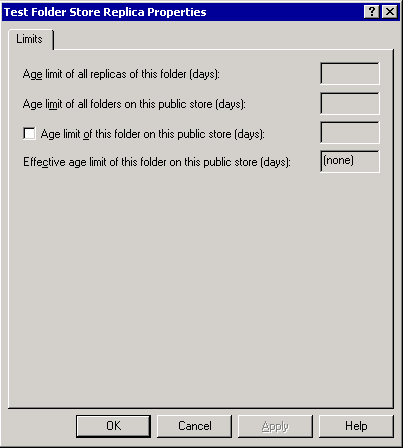 Test Folder Store Replica Properties
Limits
Age limit of all replicas of this folder (days):
Age limit of all folders on this public store (days):
Age limit of this folder on this public store (days):
Effective age limit of this folder on this public store (days): (none)
OK Cancel Apply Help